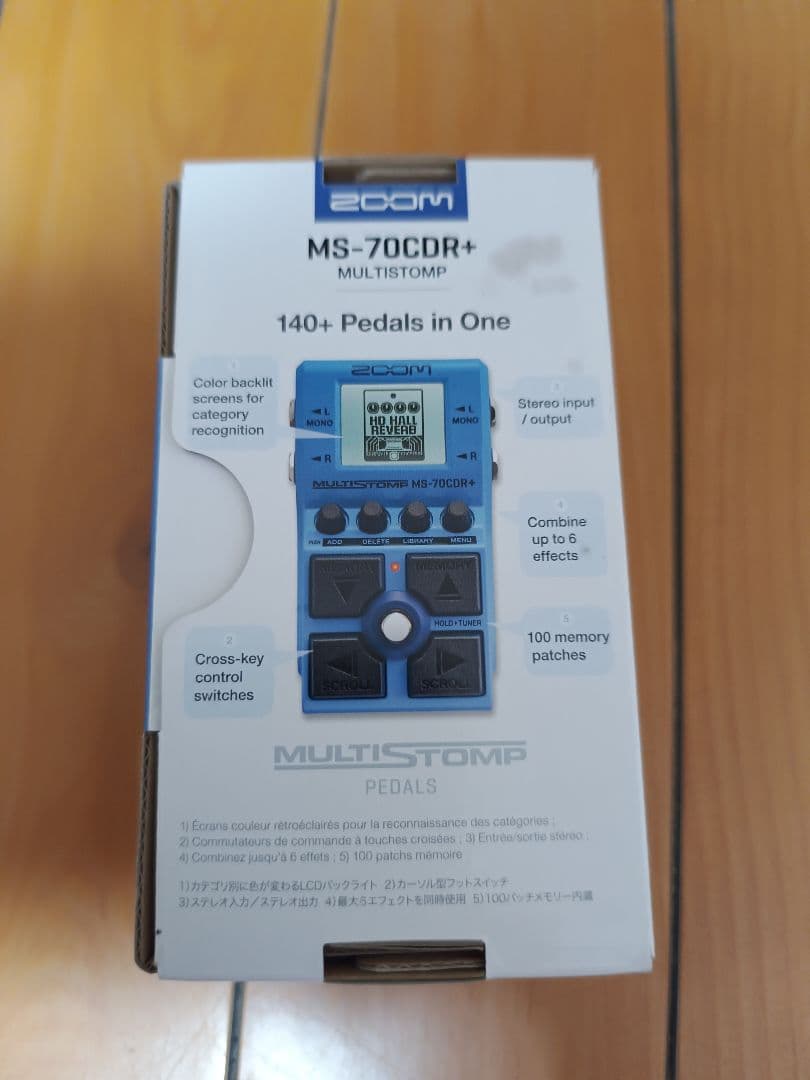 ZOOM
MS-70CDR+
MULTISTOMP
140+ Pedals in One
1
Color backlit
screens for
category
recognition
ZOOM
◄ L
MONO
◄ R
HD HALL
REVERB
◄ L
MONO
◄ R
3
Stereo input
/ output
MULTISTOMP MS-70CDR+
ADD DELETE LIBRARY MENU
4
Combine
up to 6
effects
MEMORY
▼
MEMORY
▲
HOLD▸TUNER
2
Cross-key
control
switches
◄
SCROLL
►
SCROLL
5
100 memory
patches
MULTISTOMP
PEDALS
1) Écrans couleur rétroéclairés pour la reconnaissance des catégories ;
2) Commutateurs de commande à touches croisées ; 3) Entrée/sortie stéréo ;
4) Combinez jusqu'à 6 effets ; 5) 100 patchs mémoire
1)カテゴリ別に色が変わるLCDバックライト 2)カーソル型フットスイッチ
3)ステレオ入力／ステレオ出力 4)最大6エフェクトを同時使用 5)100パッチメモリー内蔵